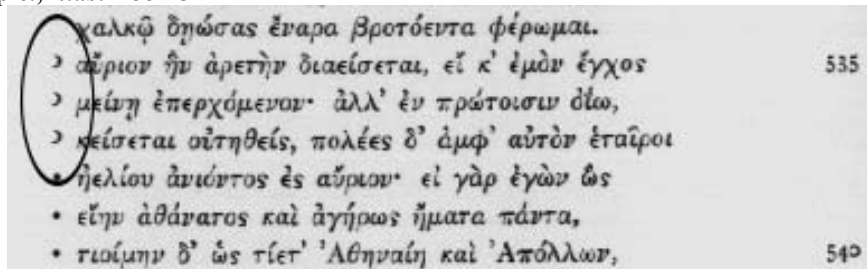 χαλκῷ δῃώσας ἔναρα βροτόεντα φέρωμαι.
Ͻ αὔριον ἣν ἀρετὴν διαείσεται, εἴ κ' ἐμὸν ἔγχος 535
Ͻ μείνῃ ἐπερχόμενον· ἀλλ' ἐν πρώτοισιν ὀΐω,
Ͻ κείσεται οὐτηθείς, πολέες δ' ἀμφ' αὐτὸν ἑταῖροι
• ἠελίου ἀνιόντος ἐς αὔριον· εἰ γὰρ ἐγὼν ὣς
• εἴην ἀθάνατος καὶ ἀγήρως ἤματα πάντα,
• τιοίμην δ' ὡς τίετ' Ἀθηναίη καὶ Ἀπόλλων, 540